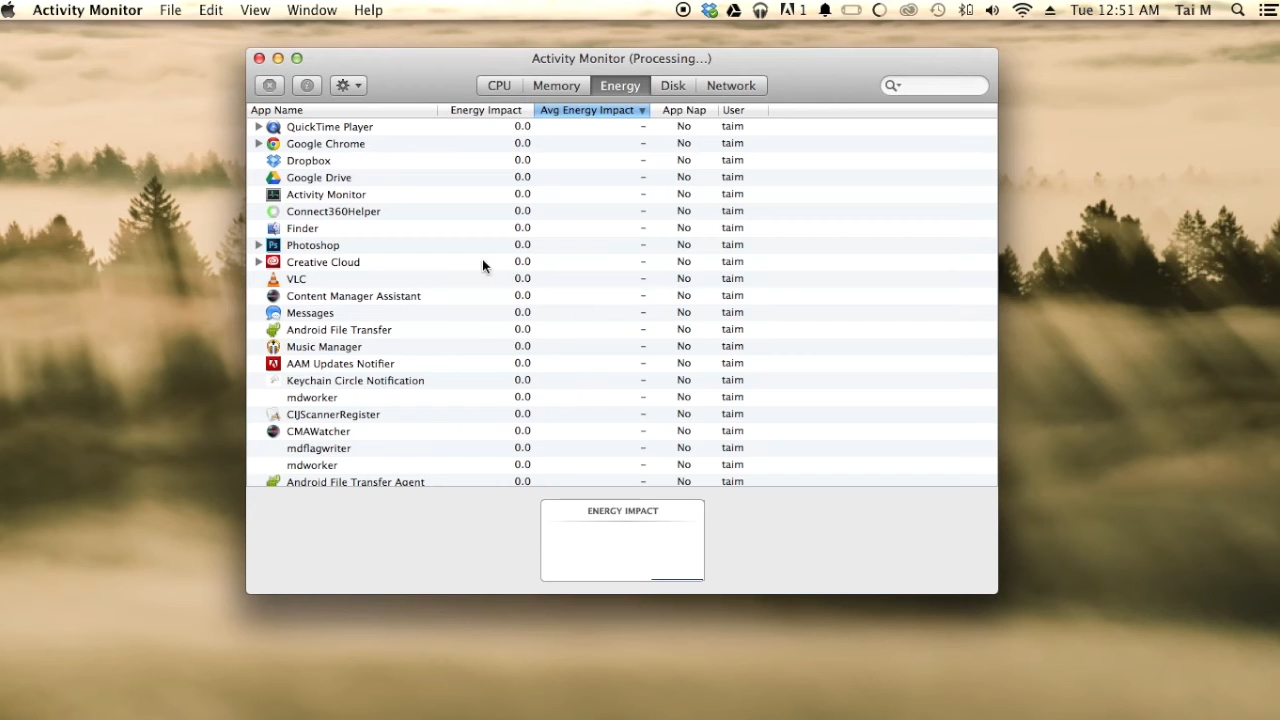 Activity Monitor File Edit View Window Help 1 Tue 12:51 AM Tai M
Activity Monitor (Processing...)
CPU Memory Energy Disk Network
App Name Energy Impact Avg Energy Impact App Nap User
QuickTime Player 0.0 – No taim
Google Chrome 0.0 – No taim
Dropbox 0.0 – No taim
Google Drive 0.0 – No taim
Activity Monitor 0.0 – No taim
Connect360Helper 0.0 – No taim
Finder 0.0 – No taim
Ps Photoshop 0.0 – No taim
Creative Cloud 0.0 – No taim
VLC 0.0 – No taim
Content Manager Assistant 0.0 – No taim
Messages 0.0 – No taim
Android File Transfer 0.0 – No taim
Music Manager 0.0 – No taim
AAM Updates Notifier 0.0 – No taim
Keychain Circle Notification 0.0 – No taim
mdworker 0.0 – No taim
CIJScannerRegister 0.0 – No taim
CMAWatcher 0.0 – No taim
mdflagwriter 0.0 – No taim
mdworker 0.0 – No taim
Android File Transfer Agent 0.0 – No taim
ENERGY IMPACT